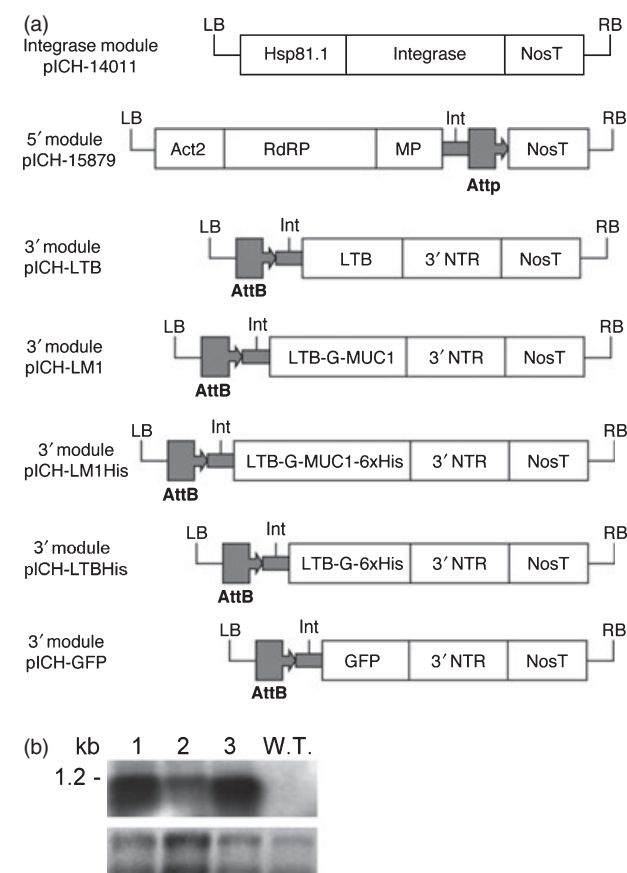 (a)
Integrase module
pICH-14011
LB
Hsp81.1
Integrase
NosT
RB
5′ module
pICH-15879
LB
Act2
RdRP
MP
Int
Attp
NosT
RB
3′ module
pICH-LTB
LB
AttB
Int
LTB
3′ NTR
NosT
RB
3′ module
pICH-LM1
LB
AttB
Int
LTB-G-MUC1
3′ NTR
NosT
RB
3′ module
pICH-LM1His
LB
AttB
Int
LTB-G-MUC1-6xHis
3′ NTR
NosT
RB
3′ module
pICH-LTBHis
LB
AttB
Int
LTB-G-6xHis
3′ NTR
NosT
RB
3′ module
pICH-GFP
LB
AttB
Int
GFP
3′ NTR
NosT
RB
(b) kb 1 2 3 W.T.
1.2 -